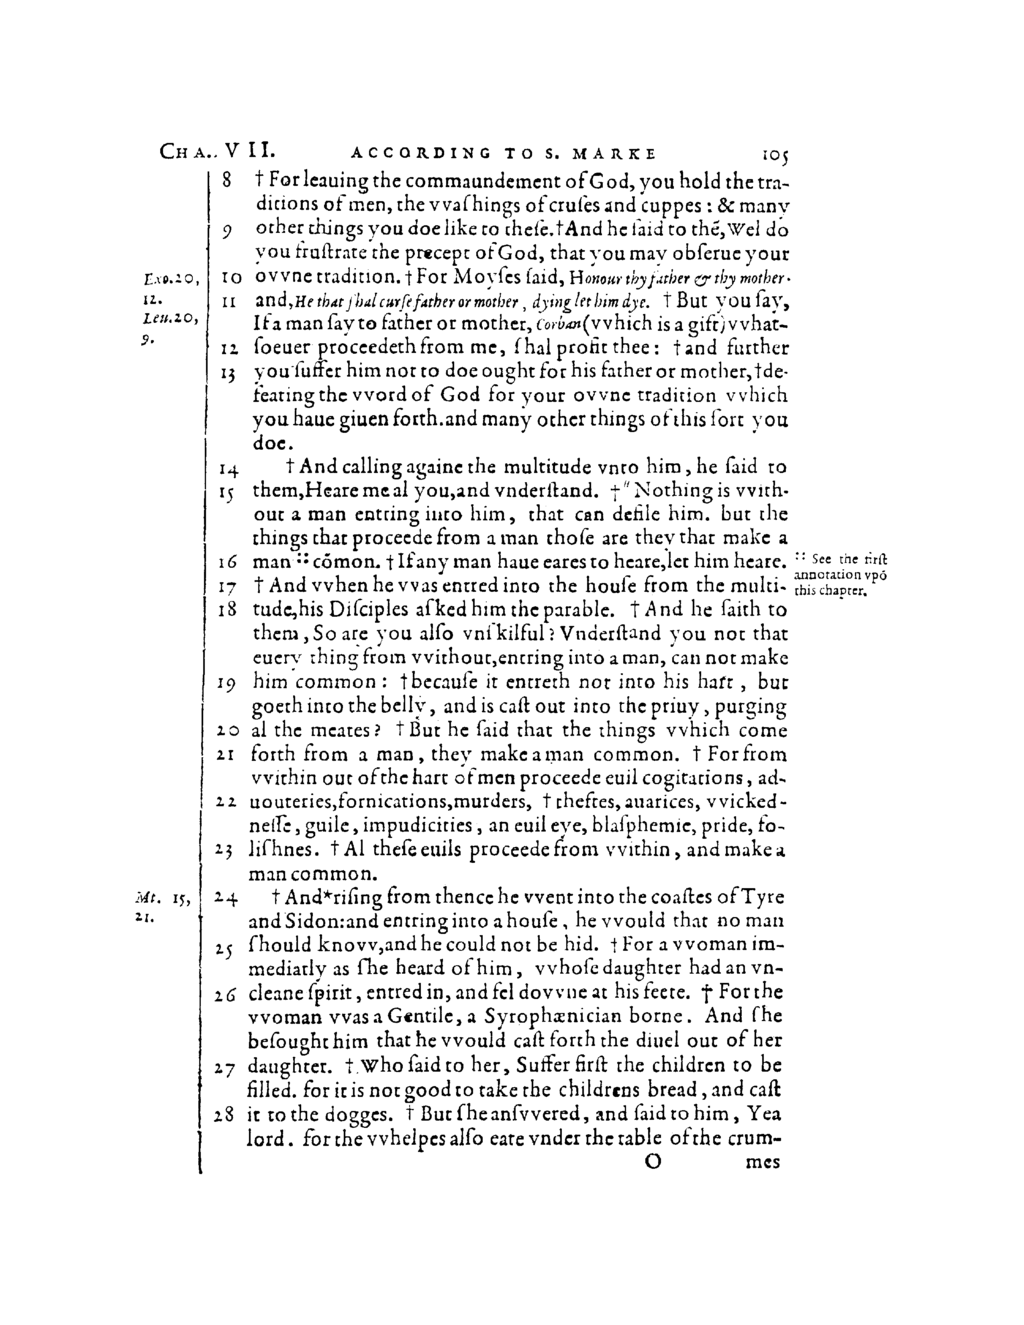 CHA.. VII. ACCORDING TO S. MARKE 105
8 † For leauing the commaundement of God, you hold the tra-
ditions of men, the vvaſhings of cruſes and cuppes: & many
9 other things you doe like to theſe. † And he ſaid to thē, Wel do
you fruſtrate the precept of God, that you may obſerue your
Exo.20, 10 ovvne tradition. † For Moyſes ſaid, Honour thy father & thy mother.
12. 11 and, He that ſhal curſe father or mother, dying let him dye. † But you ſay,
Leu.20, If a man ſay to father or mother, Corban (vvhich is a gift) vvhat-
9. 12 ſoeuer proceedeth from me, ſhal profit thee: † and further
13 you ſuffer him not to doe ought for his father or mother, † de-
feating the vvord of God for your ovvne tradition vvhich
you haue giuen forth. and many other things of this ſort you
doe.
14 † And calling againe the multitude vnto him, he ſaid to
15 them, Heare me al you, and vnderſtand. † " Nothing is vvith-
out a man entring into him, that can defile him. but the
things that proceede from a man thoſe are they that make a
16 man :: cōmon. † If any man haue eares to heare, let him heare. :: See the firſt
17 † And vvhen he vvas entred into the houſe from the multi- annotation vpō
18 tude, his Diſciples aſked him the parable. † And he ſaith to this chapter.
them, So are you alſo vnſkilful? Vnderſtand you not that
euery thing from vvithout, entring into a man, can not make
19 him common: † becauſe it entreth not into his hart, but
goeth into the belly, and is caſt out into the priuy, purging
20 al the meates? † But he ſaid that the things vvhich come
21 forth from a man, they make a man common. † For from
vvithin out of the hart of men proceede euil cogitations, ad-
22 uouteries, fornications, murders, † theftes, auarices, vvicked-
neſſe, guile, impudicities, an euil eye, blaſphemie, pride, fo-
23 liſhnes. † Al theſe euils proceede from vvithin, and make a
man common.
Mt. 15, 24 † And * riſing from thence he vvent into the coaſtes of Tyre
21. and Sidon: and entring into a houſe, he vvould that no man
25 ſhould knovv, and he could not be hid. † For a vvoman im-
mediatly as ſhe heard of him, vvhoſe daughter had an vn-
26 cleane ſpirit, entred in, and fel dovvne at his feete. † For the
vvoman vvas a Gentile, a Syrophænician borne. And ſhe
beſought him that he vvould caſt forth the diuel out of her
27 daughter. † Who ſaid to her, Suffer firſt the children to be
filled. for it is not good to take the childrens bread, and caſt
28 it to the dogges. † But ſhe anſvvered, and ſaid to him, Yea
lord. for the vvhelpes alſo eate vnder the table of the crum-
O mes